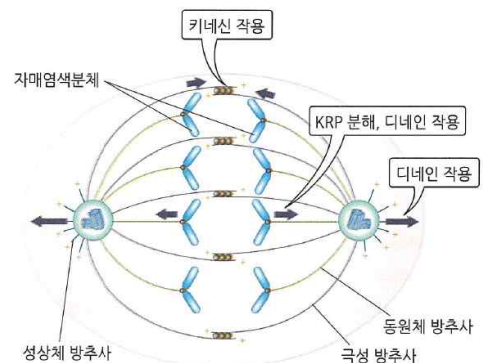 키네신 작용
자매염색분체
KRP 분해, 디네인 작용
디네인 작용
동원체 방추사
성상체 방추사
극성 방추사